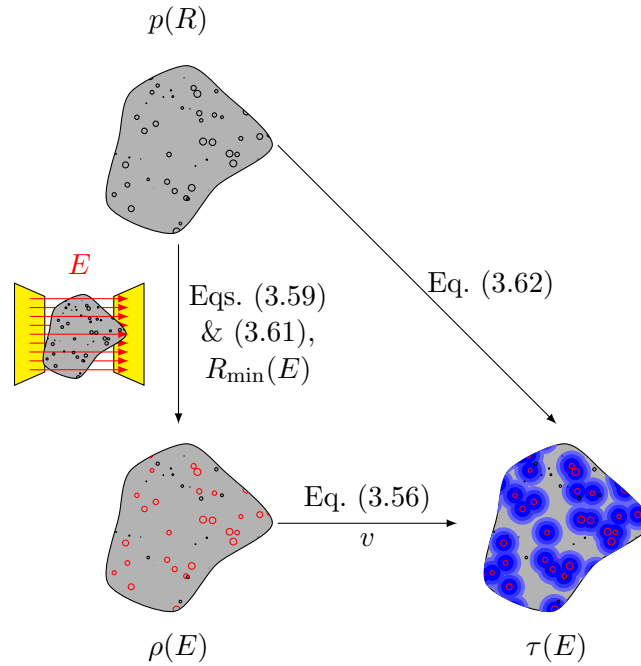 p(R)
E
Eqs. (3.59)
& (3.61),
R_min(E)
Eq. (3.62)
Eq. (3.56)
v
ρ(E)
τ(E)